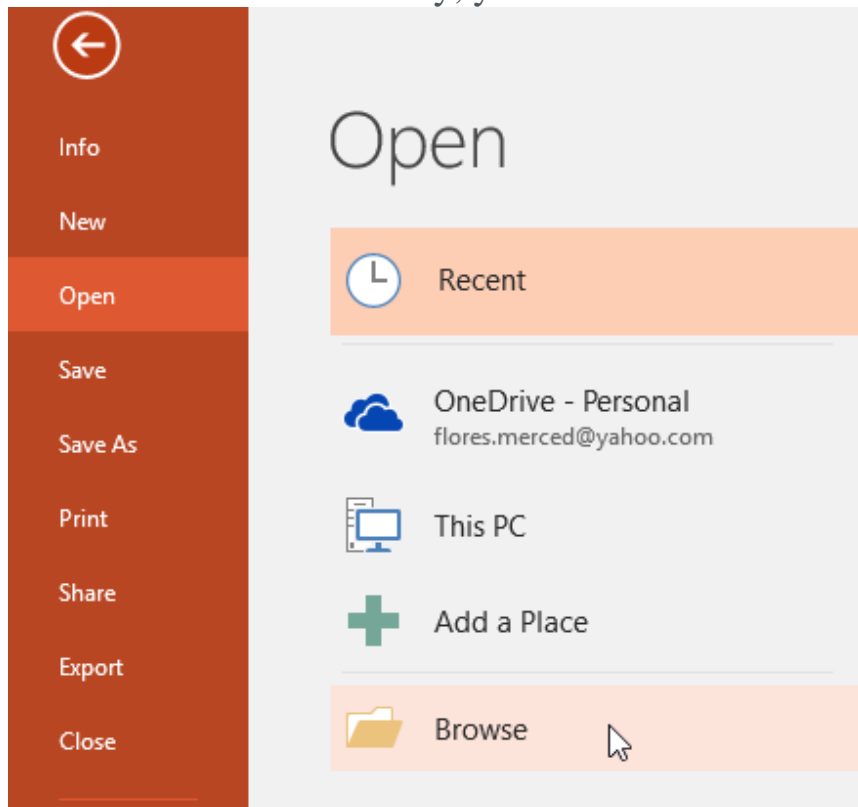 Info
New
Open
Save
Save As
Print
Share
Export
Close
Open
Recent
OneDrive - Personal
flores.merced@yahoo.com
This PC
Add a Place
Browse